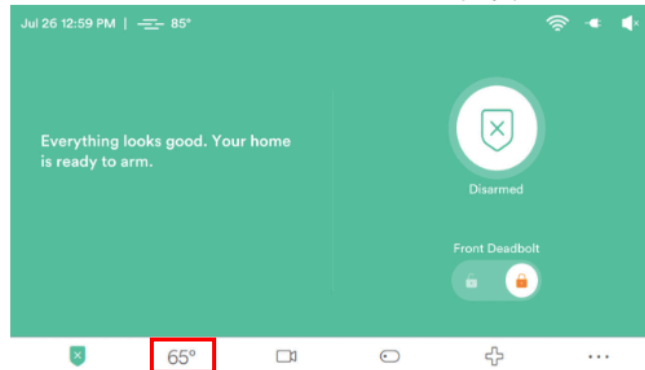 Jul 26 12:59 PM | 85°
Everything looks good. Your home
is ready to arm.
Disarmed
Front Deadbolt
65°